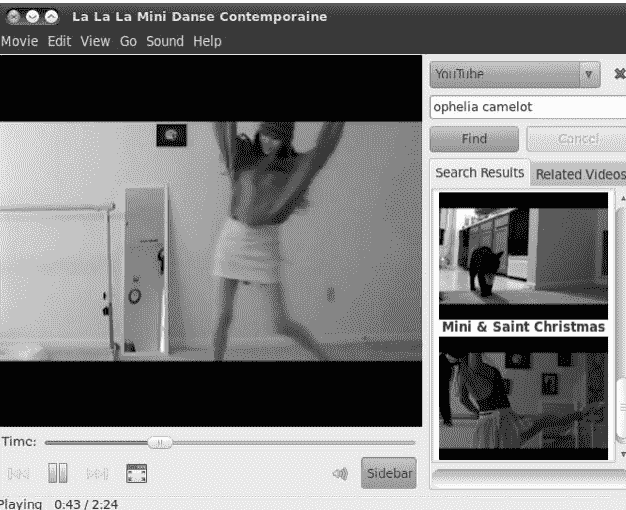 La La La Mini Danse Contemporaine
Movie Edit View Go Sound Help
YouTube
ophelia camelot
Find Cancel
Search Results Related Videos
Mini & Saint Christmas
Time:
Sidebar
Playing 0:43 / 2:24